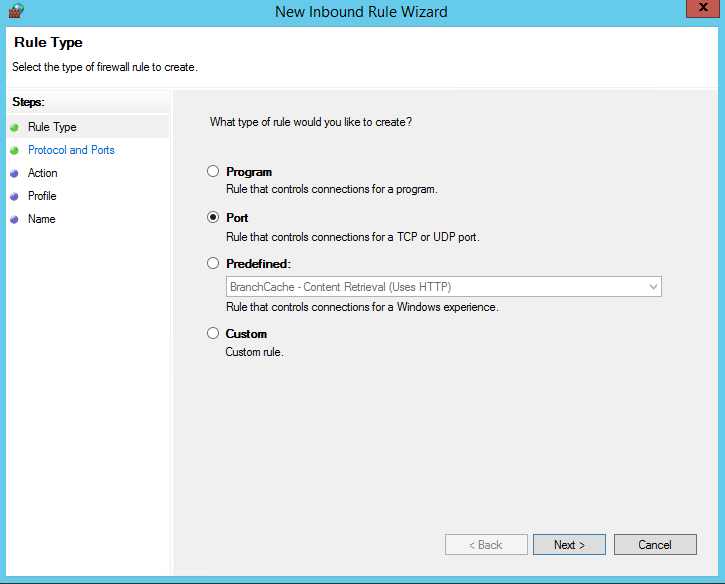 New Inbound Rule Wizard
Rule Type
Select the type of firewall rule to create.
Steps:
Rule Type
Protocol and Ports
Action
Profile
Name
What type of rule would you like to create?
Program
Rule that controls connections for a program.
Port
Rule that controls connections for a TCP or UDP port.
Predefined:
BranchCache - Content Retrieval (Uses HTTP)
Rule that controls connections for a Windows experience.
Custom
Custom rule.
< Back
Next >
Cancel